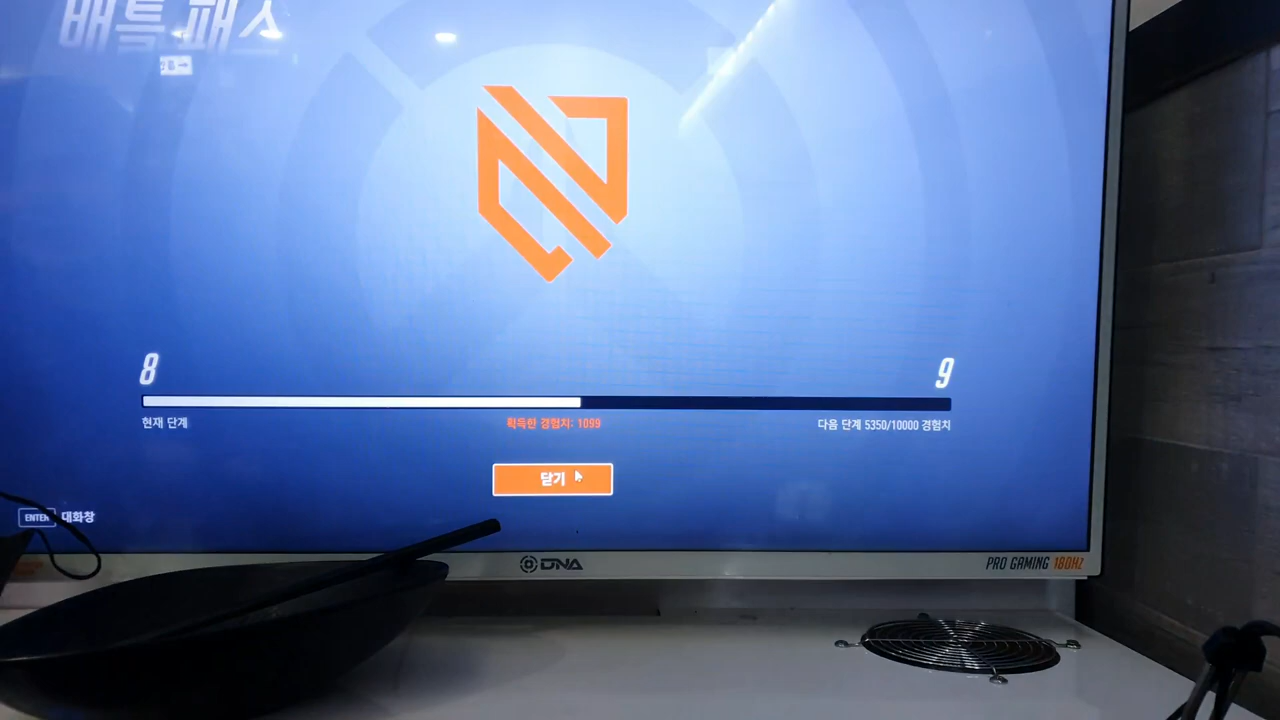 배틀 패스
8
9
현재 단계
획득한 경험치: 1099
다음 단계 5350/10000 경험치
닫기
ENTER 대화창
DNA
PRO GAMING 180HZ